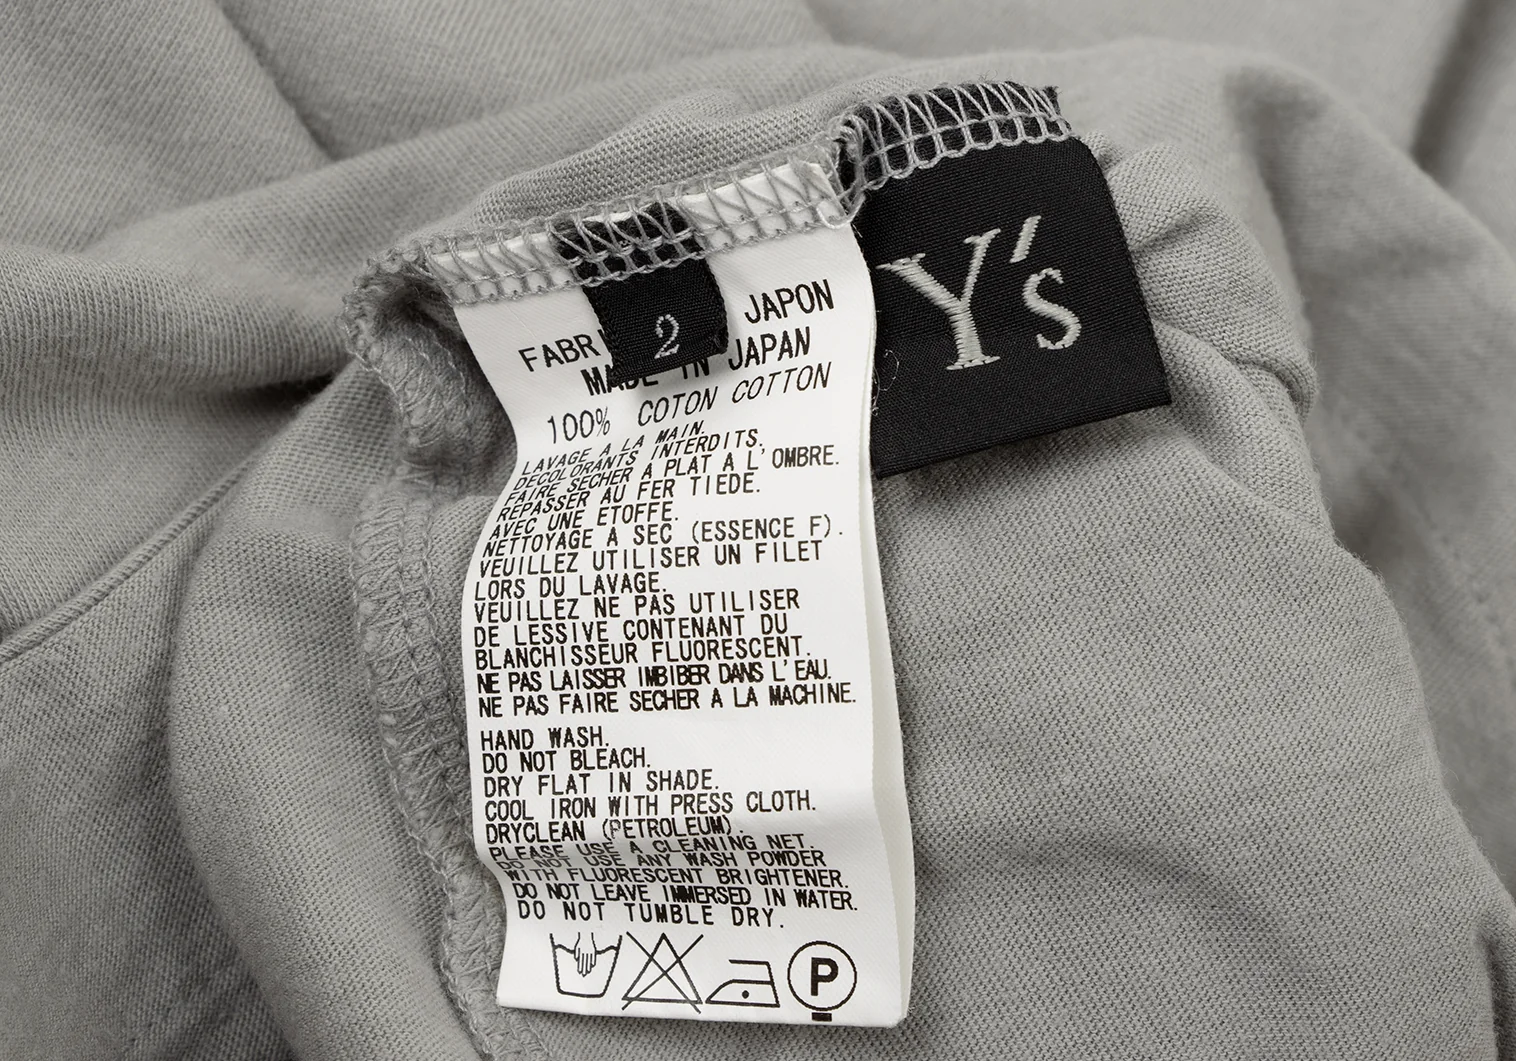 Y's
2
FABR JAPON
MADE IN JAPAN
100% COTON COTTON
LAVAGE A LA MAIN.
DECOLORANTS INTERDITS.
FAIRE SECHER A PLAT A L'OMBRE.
REPASSER AU FER TIEDE.
AVEC UNE ETOFFE.
NETTOYAGE A SEC (ESSENCE F).
VEUILLEZ UTILISER UN FILET
LORS DU LAVAGE.
VEUILLEZ NE PAS UTILISER
DE LESSIVE CONTENANT DU
BLANCHISSEUR FLUORESCENT.
NE PAS LAISSER IMBIBER DANS L'EAU.
NE PAS FAIRE SECHER A LA MACHINE.
HAND WASH.
DO NOT BLEACH.
DRY FLAT IN SHADE.
COOL IRON WITH PRESS CLOTH.
DRYCLEAN (PETROLEUM).
PLEASE USE A CLEANING NET.
DO NOT USE ANY WASH POWDER
WITH FLUORESCENT BRIGHTENER.
DO NOT LEAVE IMMERSED IN WATER.
DO NOT TUMBLE DRY.
P